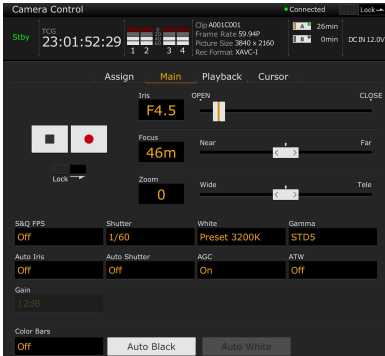 Camera Control
Connected
Lock
Stby
TCG
23:01:52:29
0
1 2 3 4
Clip A001C001
Frame Rate 59.94P
Picture Size 3840 x 2160
Rec Format XAVC-I
A 26min
B 0min
DC IN 12.0V
Assign Main Playback Cursor
Iris
F4.5
OPEN CLOSE
Focus
46m
Near Far
Lock
Zoom
0
Wide Tele
S&Q FPS Shutter White Gamma
Off 1/60 Preset 3200K STD5
Auto Iris Auto Shutter AGC ATW
Off Off On Off
Gain
12dB
Color Bars
Off Auto Black Auto White